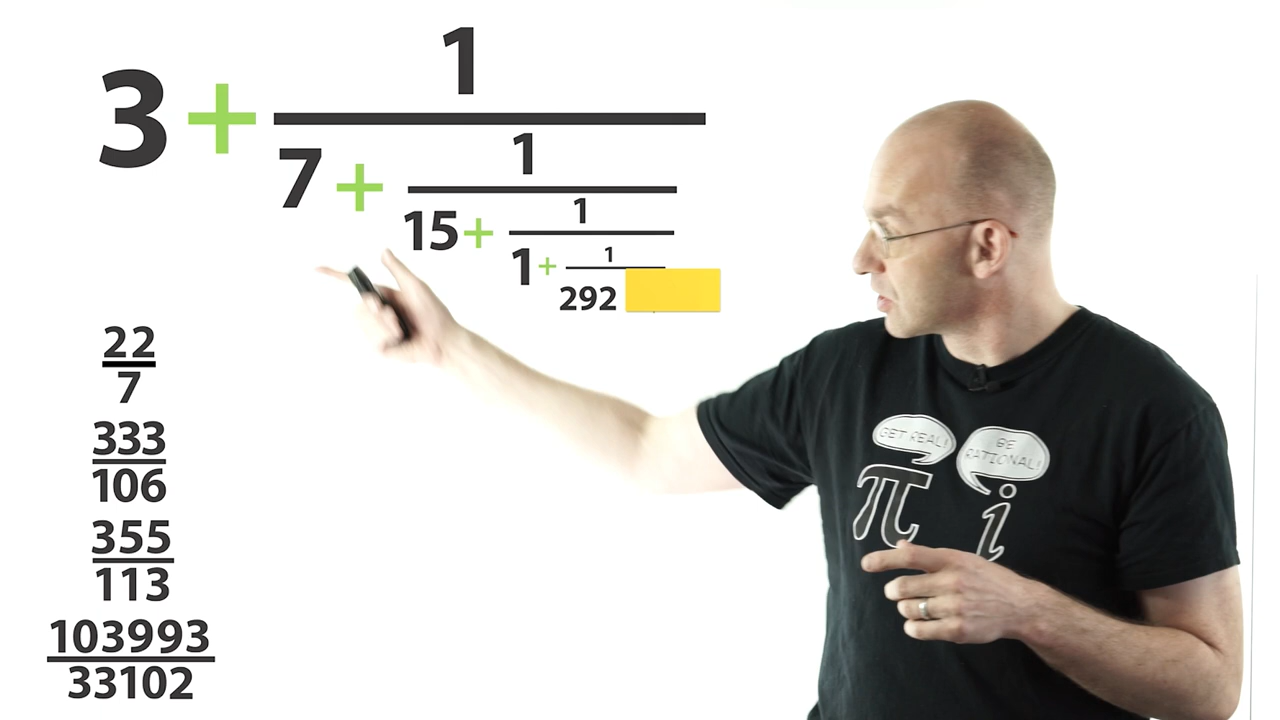 3 + 1
7 + 1
15 + 1
1 + 1
292
22
7
333
106
355
113
103993
33102
GET REAL!
BE
RATIONAL!
π i